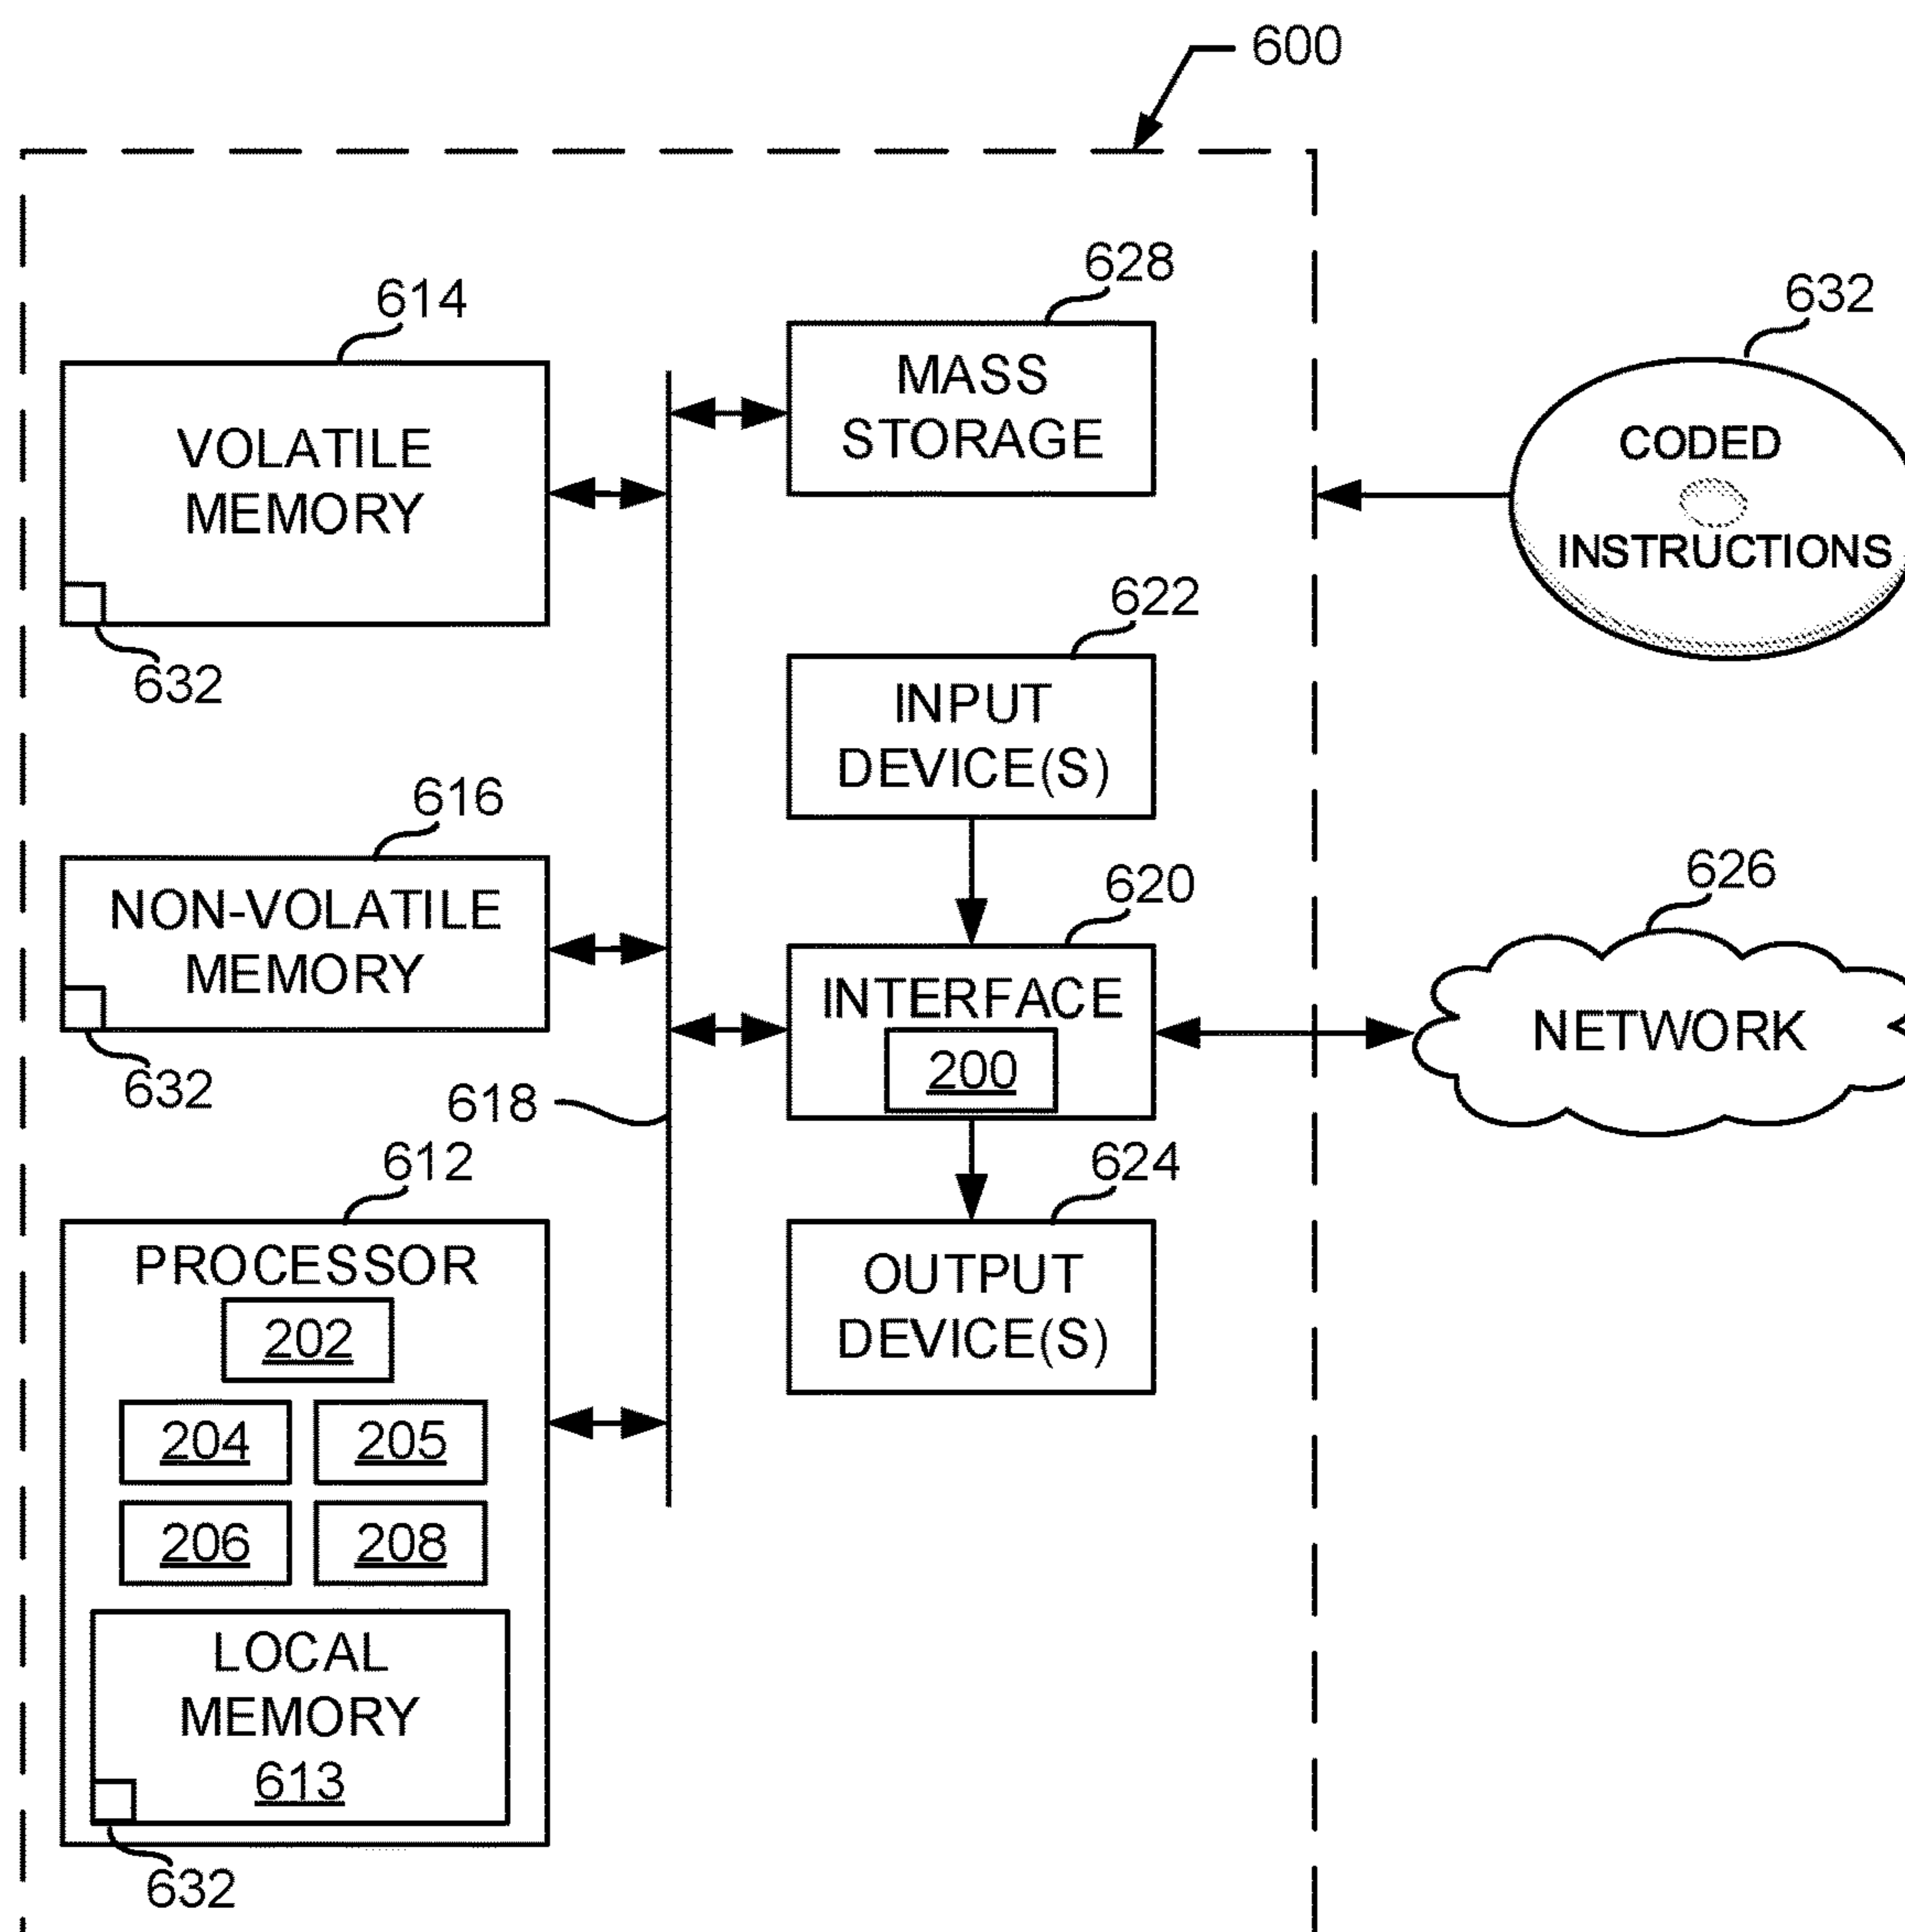 600
614
VOLATILE
MEMORY
632
628
MASS
STORAGE
632
CODED
INSTRUCTIONS
622
INPUT
DEVICE(S)
616
NON-VOLATILE
MEMORY
632
618
620
INTERFACE
200
626
NETWORK
612
PROCESSOR
202
204 205
206 208
LOCAL
MEMORY
613
632
624
OUTPUT
DEVICE(S)